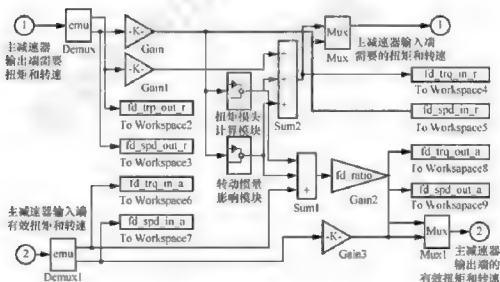 1
emu
Demux
-K-
Gain
-K-
Gain1
Mux
Mux
1
主减速器
输出端需要
扭矩和转速
主减速器输入端
需要的扭矩和转速
fd_trp_out_r
To Workspace2
fd_spd_out_r
To Workspace3
扭矩损失
计算模块
转动惯量
影响模块
Sum2
fd_trq_in_r
To Workspace4
fd_spd_in_r
To Workspace5
主减速器输入端
有效扭矩和转速
fd_trq_in_a
To Workspace6
fd_spd_in_a
To Workspace7
Sum1
fd_ratio
Gain2
fd_trq_out_a
To Workspace8
fd_spd_out_a
To Workspace9
2
emu
Demux1
-K-
Gain3
Mux
Mux1
2
主减速器
输出端的
有效扭矩和转速